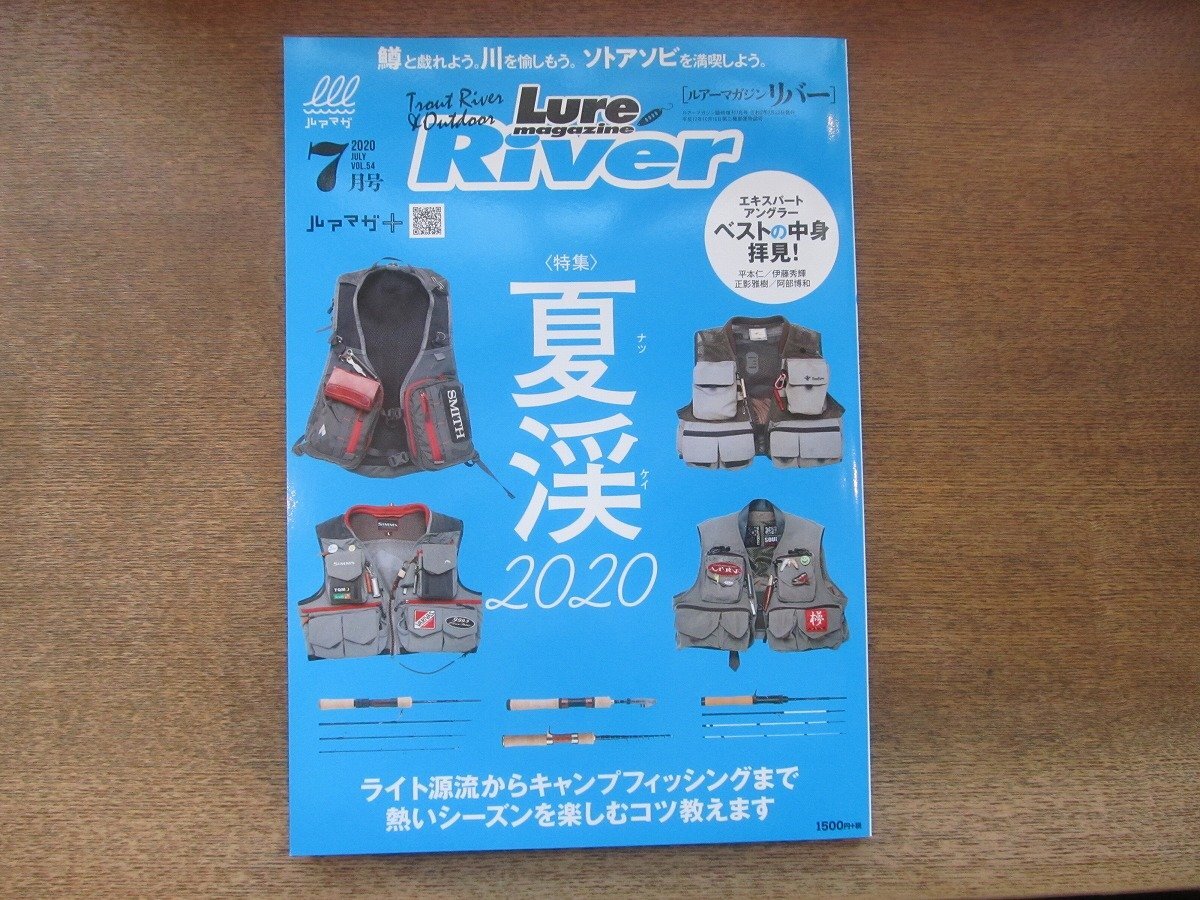 鱒と戯れよう。川を愉しもう。ソトアソビを満喫しよう。
ルアマガ
Trout River
& Outdoor
Lure
magazine
River
[ルアーマガジン リバー]
7月号
2020
JULY
VOL.54
ルアマガ+
エキスパート
アングラー
ベストの中身
拝見!
平本仁/伊藤秀輝
正影雅樹/阿部博和
〈特集〉
夏渓
ナツ
ケイ
2020
SMITH
SIMMS
SIMMS
ライト源流からキャンプフィッシングまで
熱いシーズンを楽しむコツ教えます
1500円+税